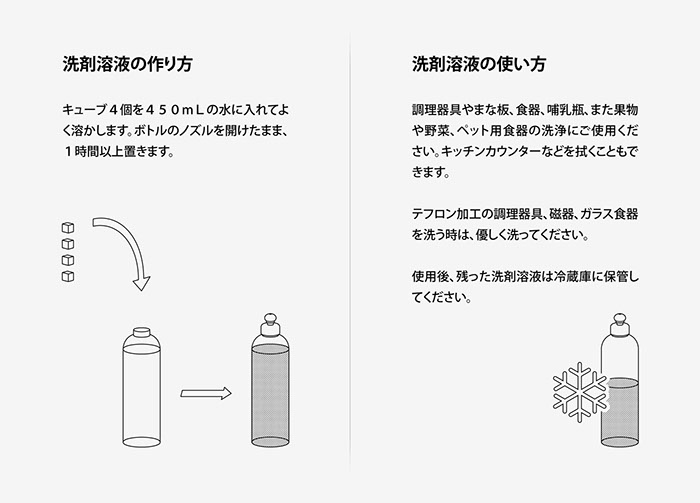 洗剤溶液の作り方
キューブ４個を４５０ｍＬの水に入れてよ
く溶かします。ボトルのノズルを開けたまま、
１時間以上置きます。
洗剤溶液の使い方
調理器具やまな板、食器、哺乳瓶、また果物
や野菜、ペット用食器の洗浄にご使用くだ
さい。キッチンカウンターなどを拭くこともで
きます。
テフロン加工の調理器具、磁器、ガラス食器
を洗う時は、優しく洗ってください。
使用後、残った洗剤溶液は冷蔵庫に保管し
てください。